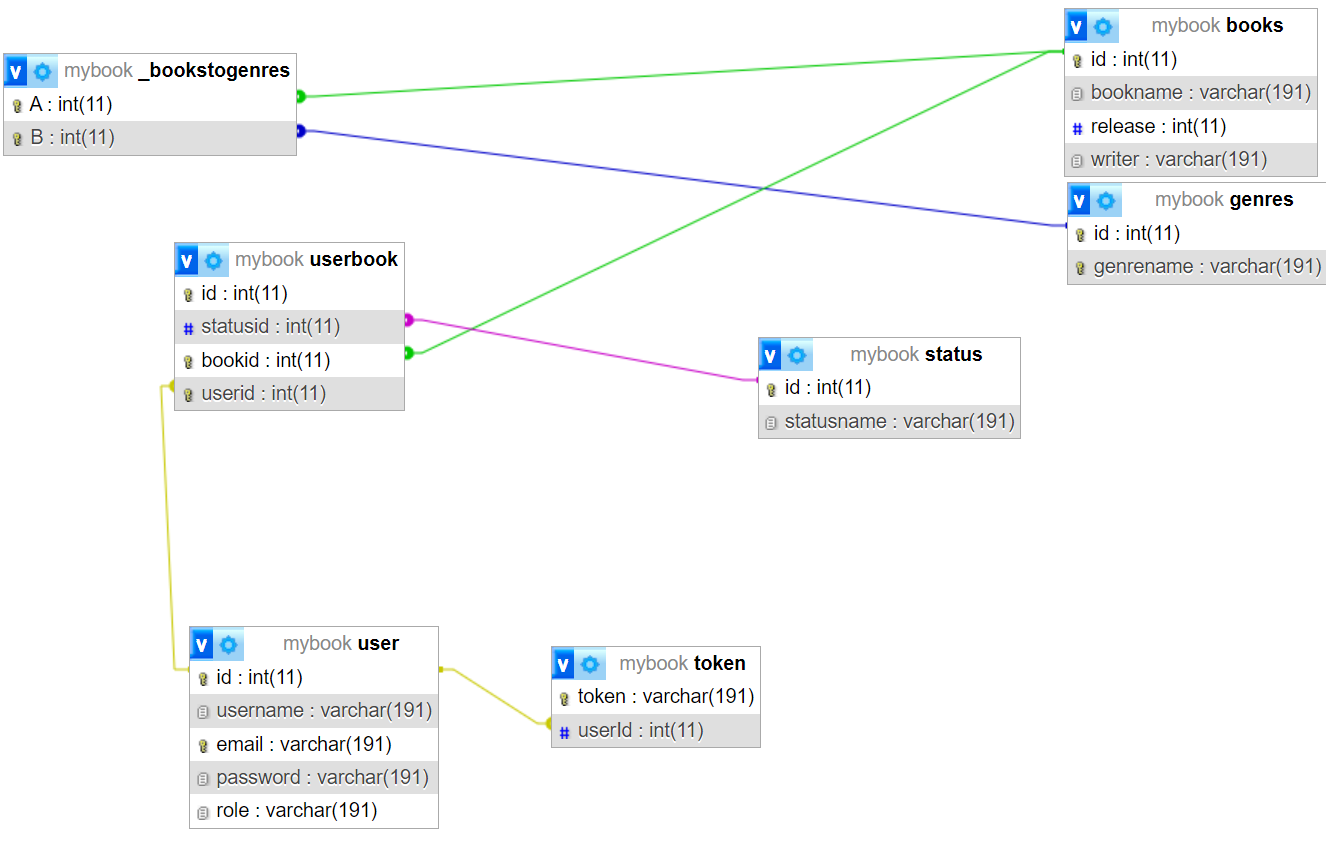 v mybook _bookstogenres
A : int(11)
B : int(11)
v mybook books
id : int(11)
bookname : varchar(191)
# release : int(11)
writer : varchar(191)
v mybook genres
id : int(11)
genrename : varchar(191)
v mybook userbook
id : int(11)
# statusid : int(11)
bookid : int(11)
userid : int(11)
v mybook status
id : int(11)
statusname : varchar(191)
v mybook user
id : int(11)
username : varchar(191)
email : varchar(191)
password : varchar(191)
role : varchar(191)
v mybook token
token : varchar(191)
# userId : int(11)